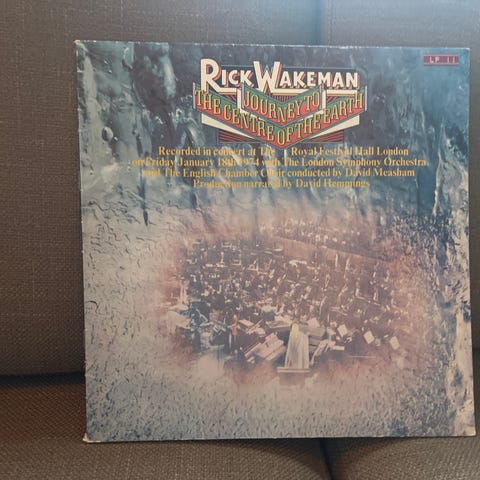 LP 11
RICK WAKEMAN
JOURNEY TO
THE CENTRE OF THE EARTH
Recorded in concert at The Royal Festival Hall London
on Friday January 18th 1974 with The London Symphony Orchestra
and The English Chamber Choir conducted by David Measham
Production narrated by David Hemmings